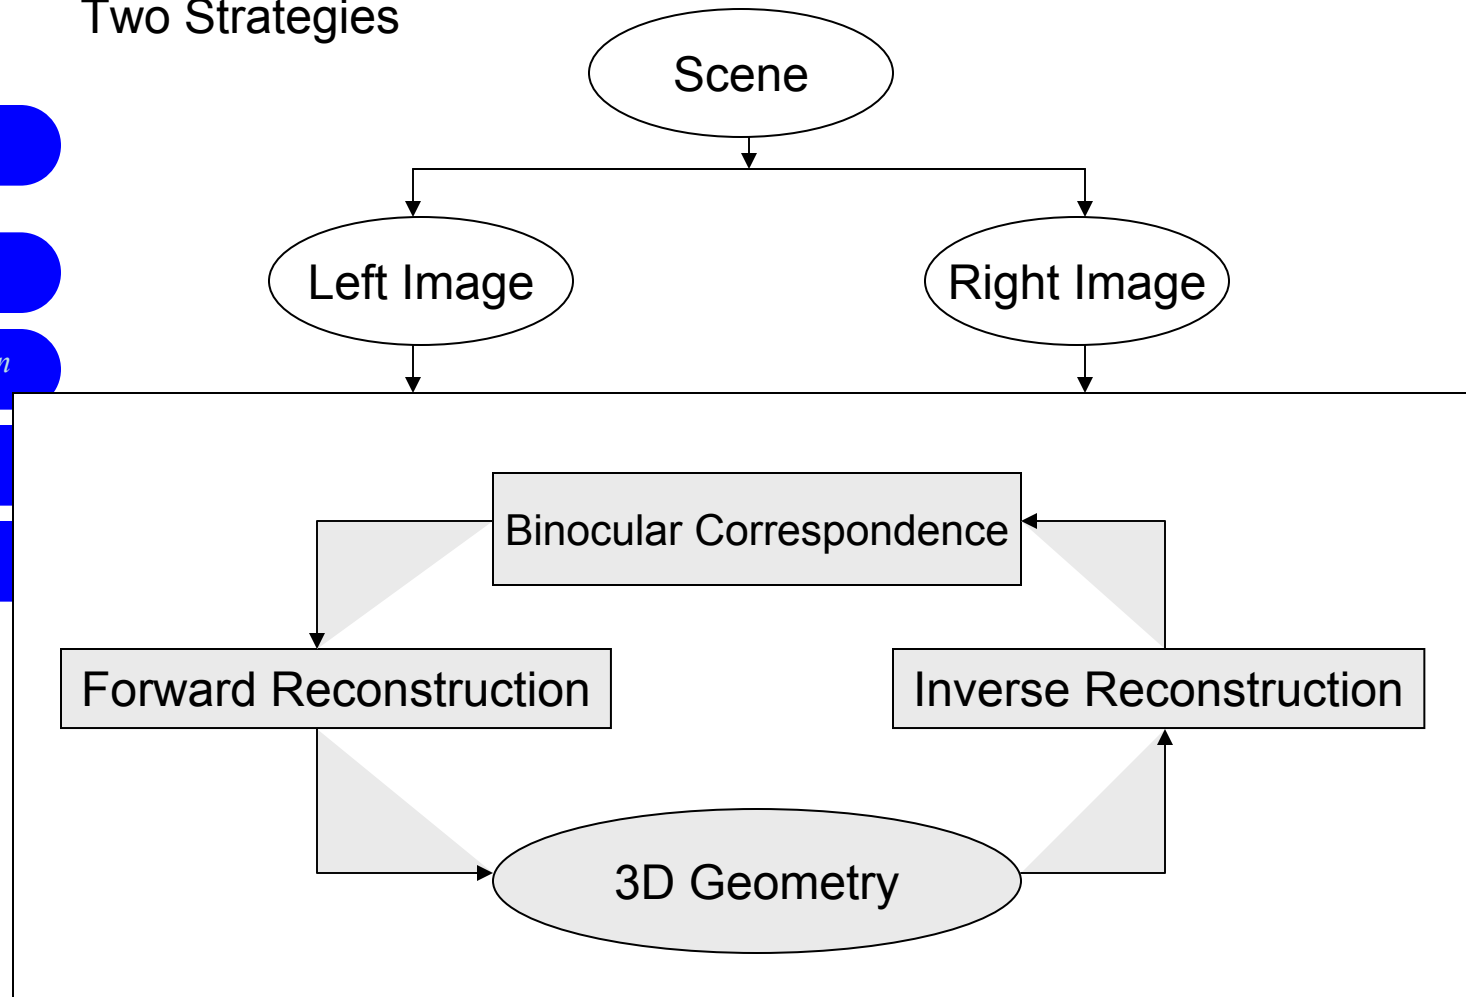 Two Strategies
Scene
Left Image
Right Image
Binocular Correspondence
Forward Reconstruction
Inverse Reconstruction
3D Geometry